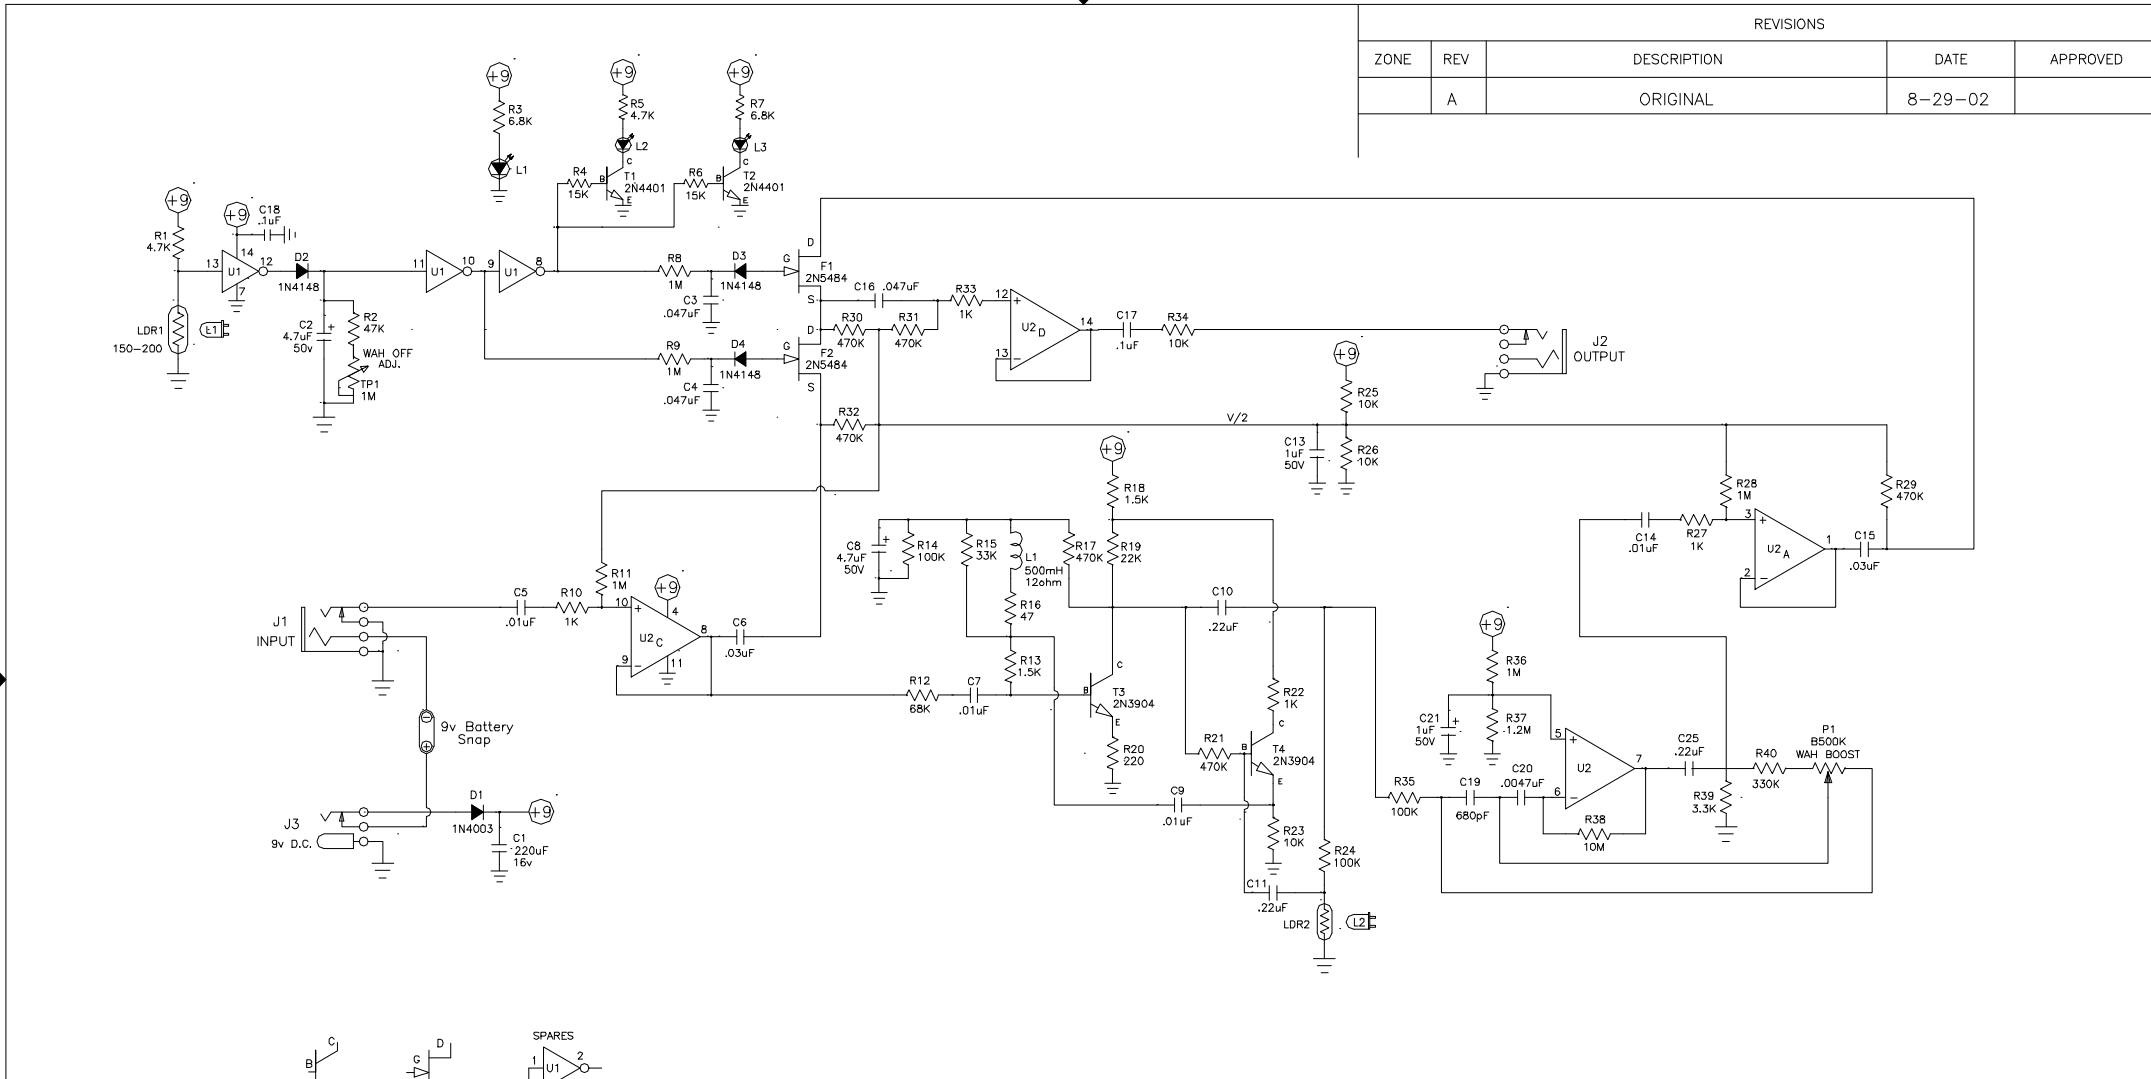 REVISIONS
ZONE REV DESCRIPTION DATE APPROVED
A ORIGINAL 8-29-02
+9
R3
6.8K
L1
+9
R5
4.7K
L2
C
R4
15K
B
T1
2N4401
E
+9
R7
6.8K
L3
C
R6
15K
B
T2
2N4401
E
+9
R1
4.7K
+9
C18
.1uF
14
13
U1
12
7
D2
1N4148
LDR1
150-200
C2
4.7uF
50v
+
R2
47K
WAH OFF
ADJ.
TP1
1M
11
U1
10
9
U1
8
R8
1M
C3
.047uF
D3
1N4148
D
G
F1
2N5484
S
R9
1M
C4
.047uF
D4
1N4148
D
G
F2
2N5484
S
C16 .047uF
R30
470K
R31
470K
R33
1K
12
+
U2 D
14
13
-
C17
.1uF
R34
10K
J2
OUTPUT
R32
470K
V/2
+9
R25
10K
C13
1uF
50V
R26
10K
R28
1M
R29
470K
C14
.01uF
R27
1K
3
+
U2 A
1
2
-
C15
.03uF
J1
INPUT
C5
.01uF
R10
1K
R11
1M
+9
10
+
4
U2 C
8
9
-
11
C6
.03uF
R12
68K
C7
.01uF
C8
4.7uF
50V
+
R14
100K
R15
33K
L1
500mH
12ohm
R16
47
R13
1.5K
R17
470K
+9
R18
1.5K
R19
22K
C
B
T3
2N3904
E
R20
220
C10
.22uF
R22
1K
C
R21
470K
B
T4
2N3904
E
C9
.01uF
R23
10K
C11
.22uF
R24
100K
LDR2
L2
R35
100K
C19
680pF
C20
.0047uF
+9
R36
1M
C21
1uF
50V
+
R37
1.2M
5
+
U2
7
6
-
R38
10M
C25
.22uF
R39
3.3K
R40
330K
P1
B500K
WAH BOOST
9v Battery
Snap
J3
9v D.C.
D1
1N4003
+9
C1
220uF
16v
SPARES
C
B
D
G
1
U1
2